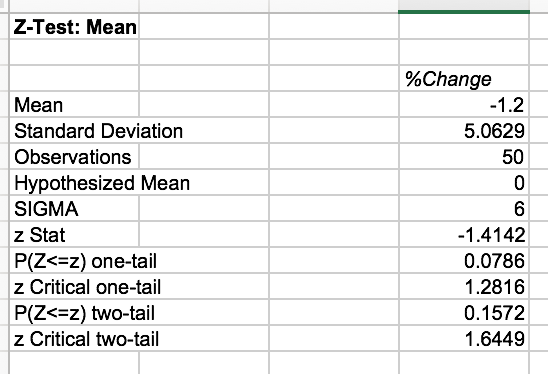 Z-Test: Mean
%Change
Mean -1.2
Standard Deviation 5.0629
Observations 50
Hypothesized Mean 0
SIGMA 6
z Stat -1.4142
P(Z<=z) one-tail 0.0786
z Critical one-tail 1.2816
P(Z<=z) two-tail 0.1572
z Critical two-tail 1.6449